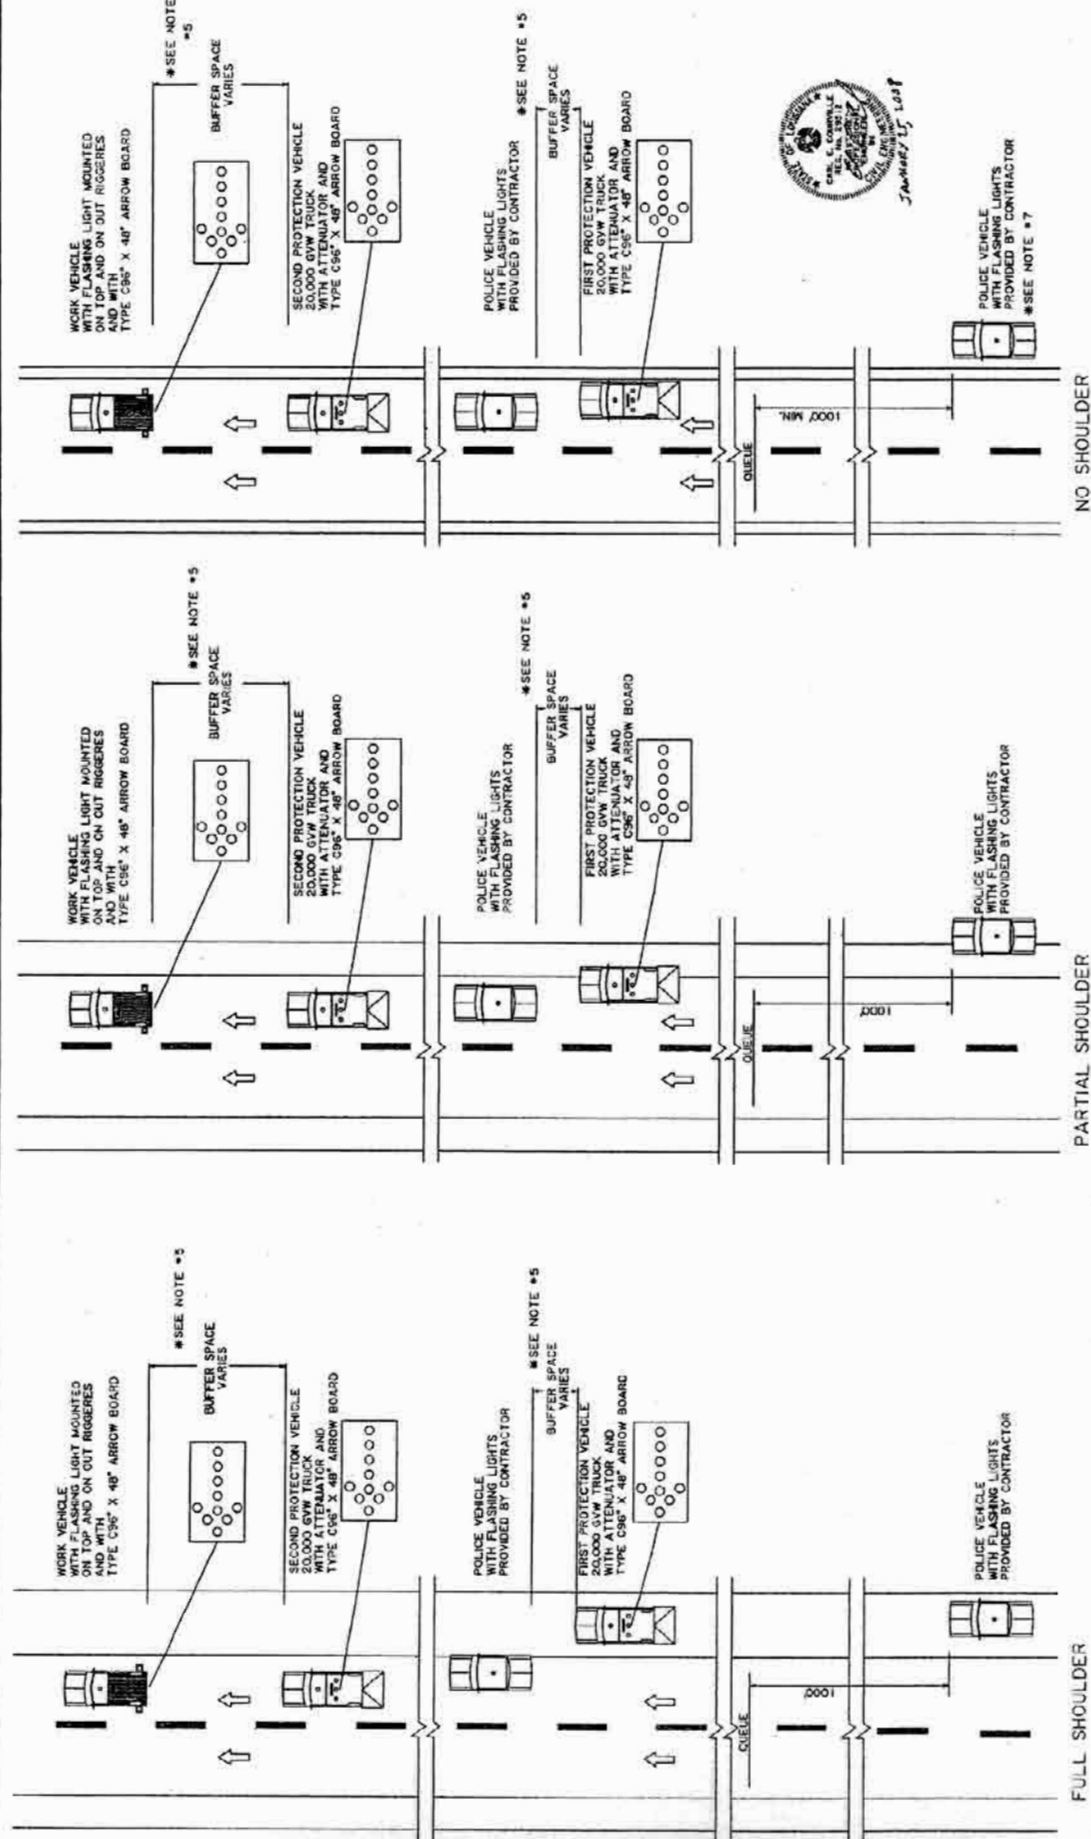 WORK VEHICLE
WITH FLASHING LIGHT MOUNTED
ON TOP AND ON OUT RIGGERES
AND WITH
TYPE C96" X 48" ARROW BOARD
*SEE NOTE *5
BUFFER SPACE
VARIES
SECOND PROTECTION VEHICLE
20,000 GVW TRUCK
WITH ATTENUATOR AND
TYPE C96" X 48" ARROW BOARD
POLICE VEHICLE
WITH FLASHING LIGHTS
PROVIDED BY CONTRACTOR
*SEE NOTE *5
BUFFER SPACE
VARIES
FIRST PROTECTION VEHICLE
20,000 GVW TRUCK
WITH ATTENUATOR AND
TYPE C96" X 48" ARROW BOARD
QUEUE
1000'
POLICE VEHICLE
WITH FLASHING LIGHTS
PROVIDED BY CONTRACTOR
FULL SHOULDER
WORK VEHICLE
WITH FLASHING LIGHT MOUNTED
ON TOP AND ON OUT RIGGERES
AND WITH
TYPE C96" X 48" ARROW BOARD
*SEE NOTE *5
BUFFER SPACE
VARIES
SECOND PROTECTION VEHICLE
20,000 GVW TRUCK
WITH ATTENUATOR AND
TYPE C96" X 48" ARROW BOARD
POLICE VEHICLE
WITH FLASHING LIGHTS
PROVIDED BY CONTRACTOR
*SEE NOTE *5
BUFFER SPACE
VARIES
FIRST PROTECTION VEHICLE
20,000 GVW TRUCK
WITH ATTENUATOR AND
TYPE C96" X 48" ARROW BOARD
QUEUE
1000'
POLICE VEHICLE
WITH FLASHING LIGHTS
PROVIDED BY CONTRACTOR
PARTIAL SHOULDER
WORK VEHICLE
WITH FLASHING LIGHT MOUNTED
ON TOP AND ON OUT RIGGERES
AND WITH
TYPE C96" X 48" ARROW BOARD
*SEE NOTE
*5
BUFFER SPACE
VARIES
SECOND PROTECTION VEHICLE
20,000 GVW TRUCK
WITH ATTENUATOR AND
TYPE C96" X 48" ARROW BOARD
POLICE VEHICLE
WITH FLASHING LIGHTS
PROVIDED BY CONTRACTOR
*SEE NOTE *5
BUFFER SPACE
VARIES
FIRST PROTECTION VEHICLE
20,000 GVW TRUCK
WITH ATTENUATOR AND
TYPE C96" X 48" ARROW BOARD
QUEUE
1000' MIN.
POLICE VEHICLE
WITH FLASHING LIGHTS
PROVIDED BY CONTRACTOR
*SEE NOTE *7
NO SHOULDER
STATE OF LOUISIANA
CIVIL ENGINEERING
JANUARY 25, 2008